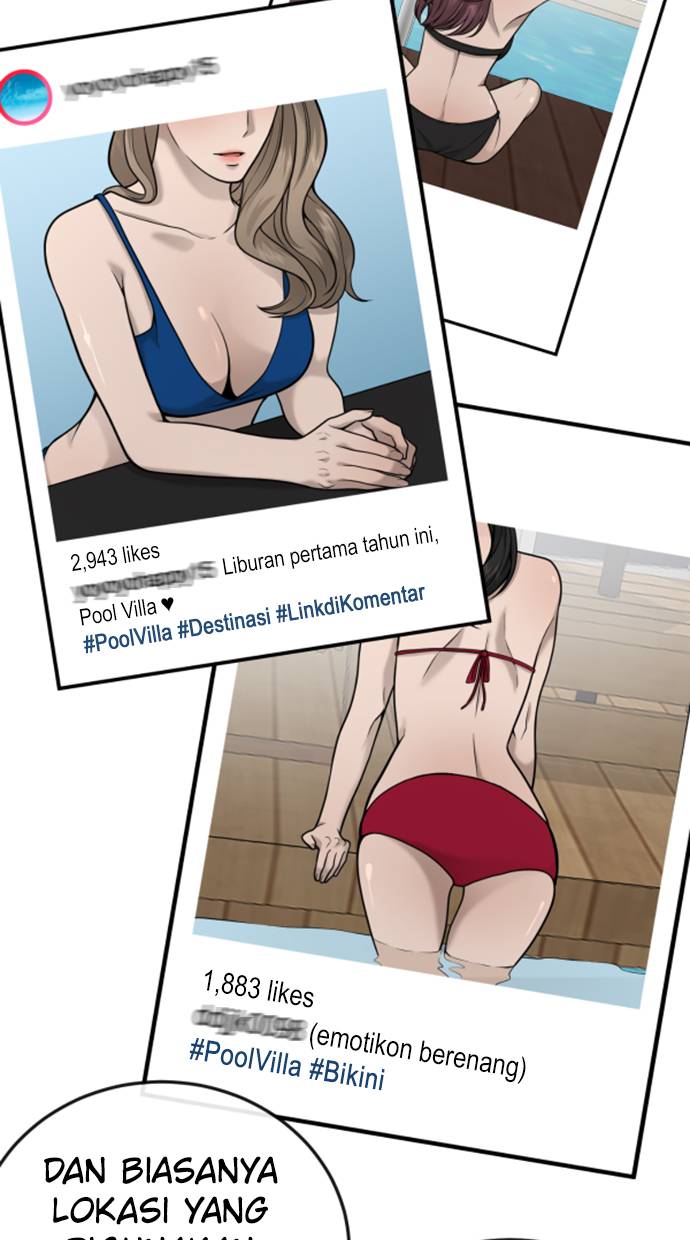 2,943 likes
Liburan pertama tahun ini,
Pool Villa ♥
#PoolVilla #Destinasi #LinkdiKomentar
1,883 likes
(emotikon berenang)
#PoolVilla #Bikini
DAN BIASANYA
LOKASI YANG